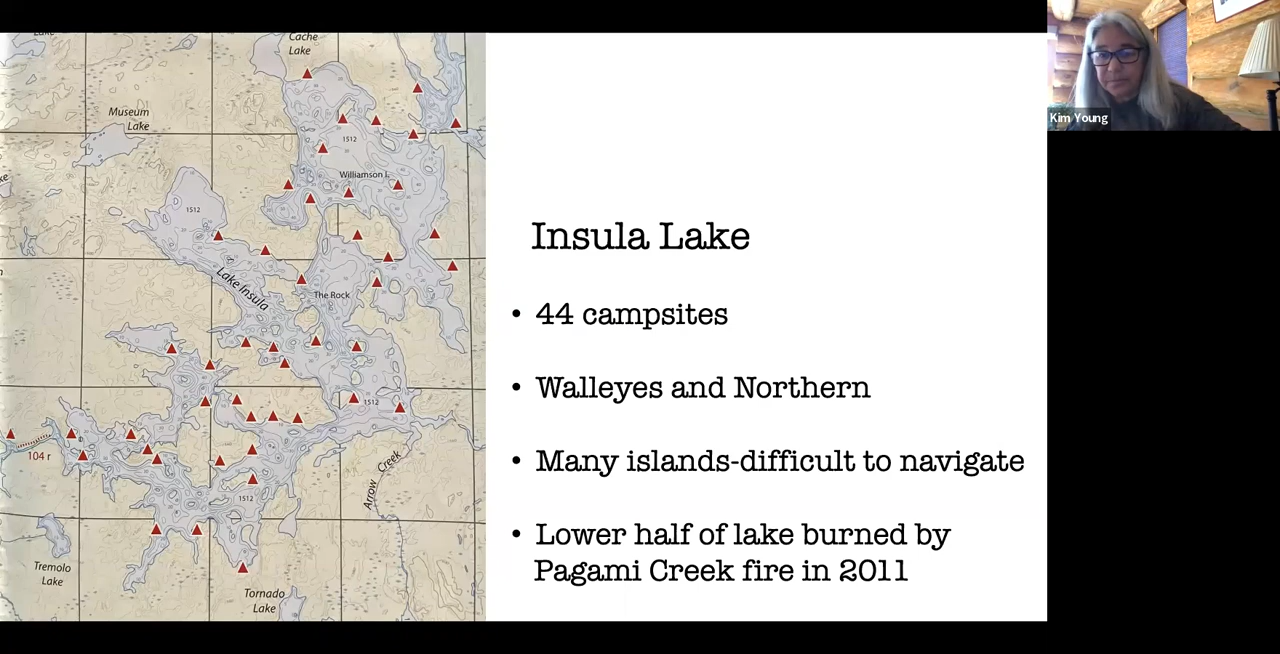 Lake
Cache
Lake
Museum
Lake
1512
Williamson I.
1512
Lake Insula
The Rock
1512
104 r
Arrow Creek
1512
Tremolo
Lake
Tornado
Lake
Insula Lake
• 44 campsites
• Walleyes and Northern
• Many islands-difficult to navigate
• Lower half of lake burned by
Pagami Creek fire in 2011
Kim Young